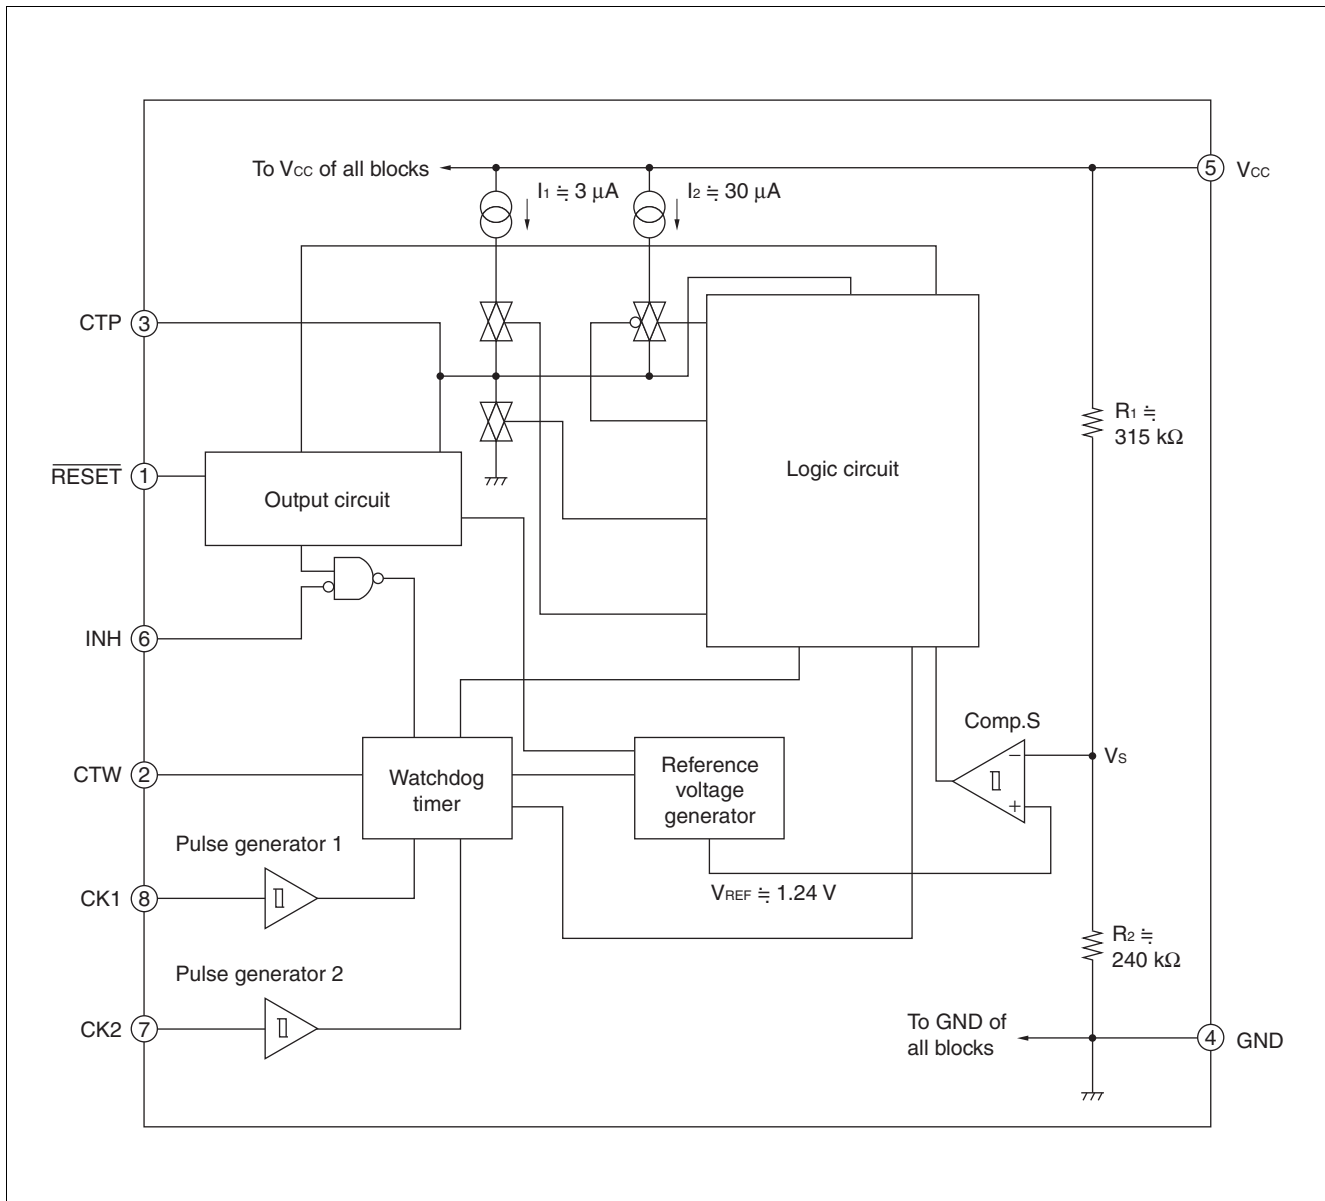 To VCC of all blocks
I1 ≒ 3 μA
I2 ≒ 30 μA
5
VCC
CTP
3
R1 ≒
315 kΩ
Logic circuit
RESET
1
Output circuit
INH
6
Comp.S
−
VS
+
CTW
2
Watchdog
timer
Reference
voltage
generator
Pulse generator 1
CK1
8
VREF ≒ 1.24 V
R2 ≒
240 kΩ
Pulse generator 2
CK2
7
To GND of
all blocks
4
GND